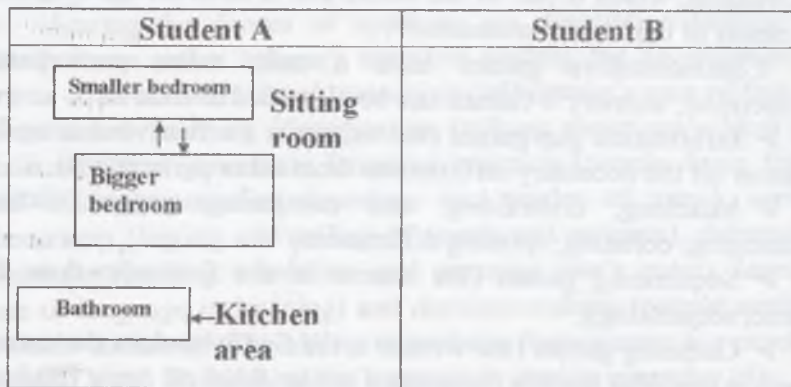 Student A
Student B
Smaller bedroom
Sitting
room
Bigger
bedroom
Bathroom
Kitchen
area